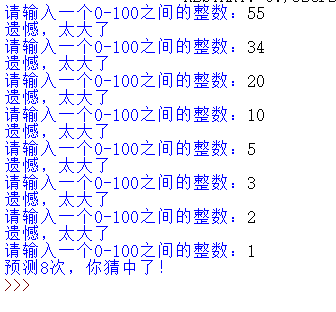 请输入一个0-100之间的整数：55
遗憾，太大了
请输入一个0-100之间的整数：34
遗憾，太大了
请输入一个0-100之间的整数：20
遗憾，太大了
请输入一个0-100之间的整数：10
遗憾，太大了
请输入一个0-100之间的整数：5
遗憾，太大了
请输入一个0-100之间的整数：3
遗憾，太大了
请输入一个0-100之间的整数：2
遗憾，太大了
请输入一个0-100之间的整数：1
预测8次，你猜中了!
>>>